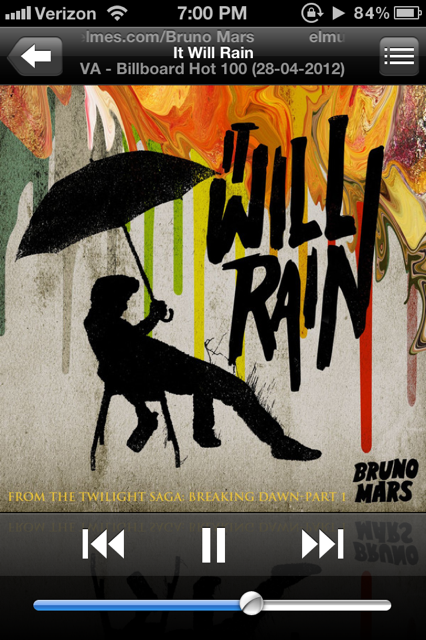 Verizon 7:00 PM 84%
elmes.com/Bruno Mars elmu
It Will Rain
VA - Billboard Hot 100 (28-04-2012)
IT
WILL
RAIN
BRUNO
MARS
FROM THE TWILIGHT SAGA: BREAKING DAWN-PART 1